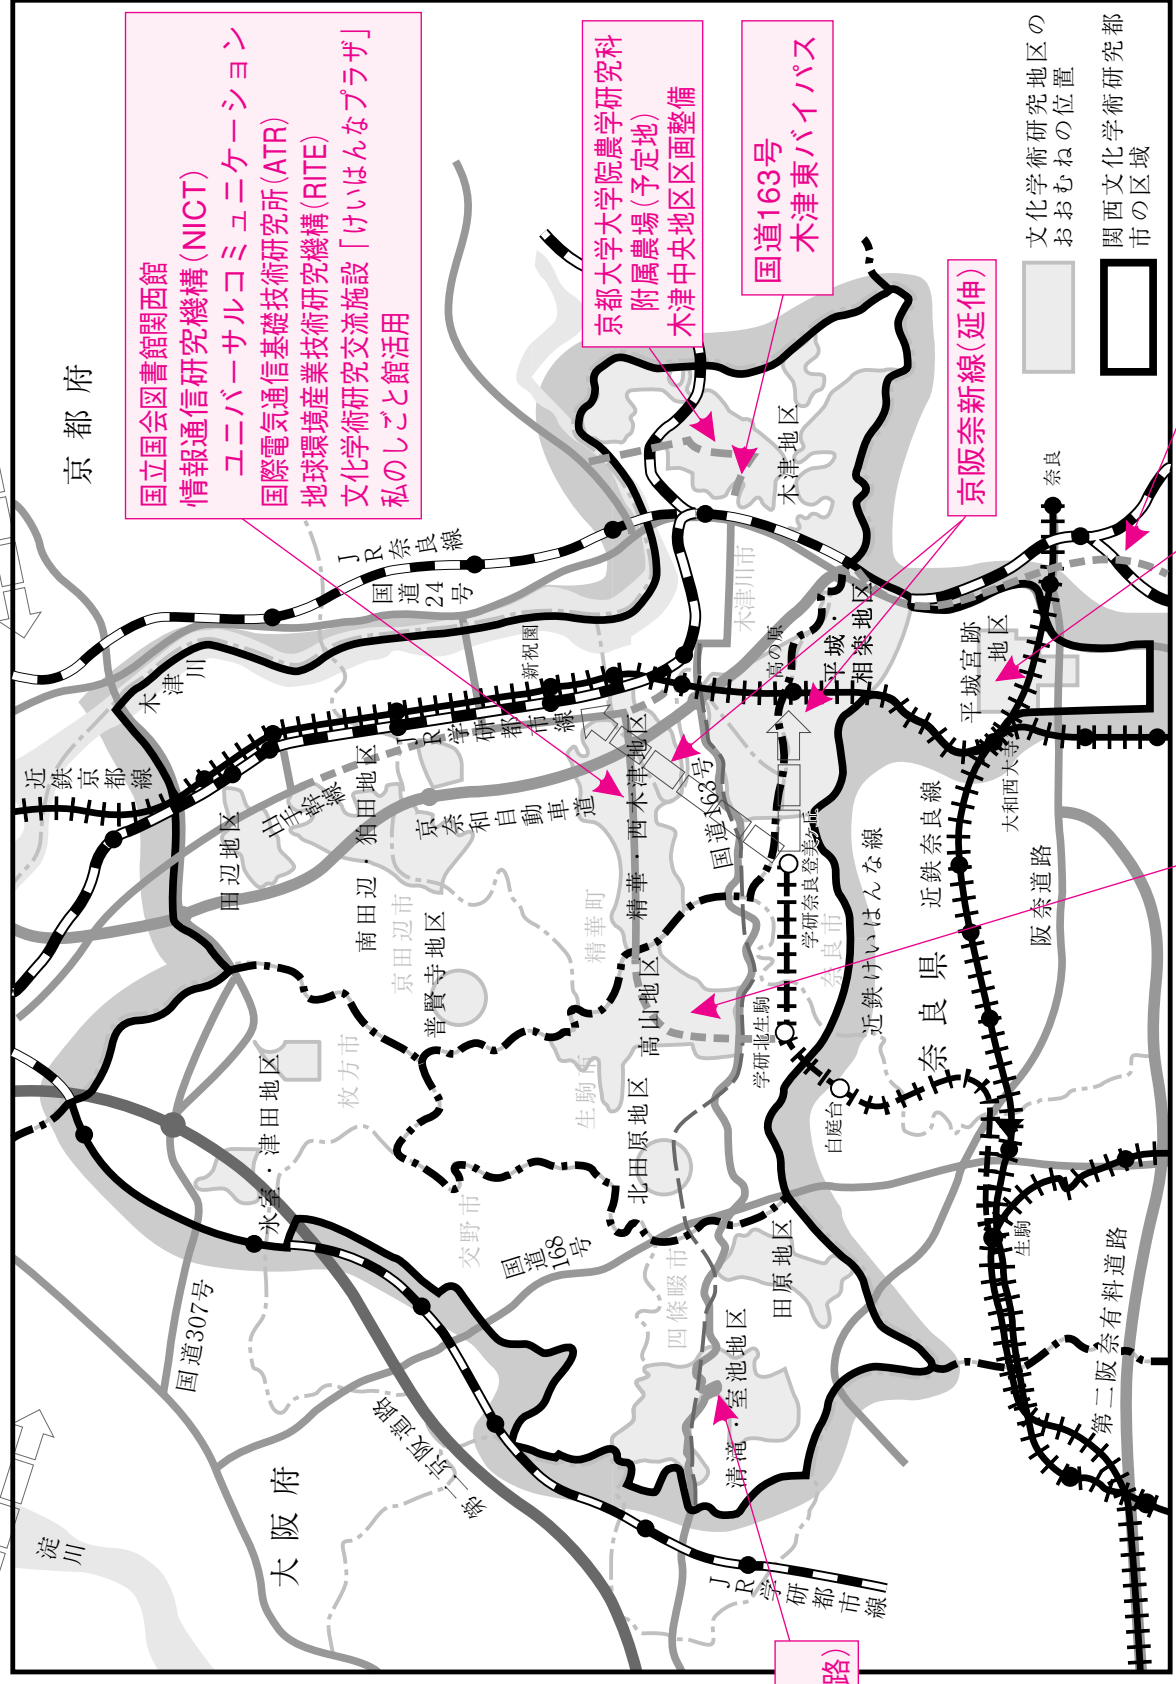 京都府
国立国会図書館関西館
情報通信研究機構(NICT)
ユニバーサルコミュニケーション
国際電気通信基礎技術研究所(ATR)
地球環境産業技術研究機構(RITE)
文化学術研究交流施設「けいはんなプラザ」
私のしごと館活用
京都大学大学院農学研究科
附属農場(予定地)
木津中央地区区画整備
国道163号
木津東バイパス
京阪奈新線(延伸)
文化学術研究地区の
おおむねの位置
関西文化学術研究都
市の区域
JR奈良線
国道24号
木津川
近鉄京都線
新祝園
JR学研都市線
山手幹線
京奈和自動車道
田辺地区
南田辺・狛田地区
京田辺市
普賢寺地区
精華町
精華・西木津地区
国道163号
木津川市
木津地区
高の原
平城・
相楽地区
奈良
平城宮跡
地区
大和西大寺
近鉄奈良線
阪奈道路
学研奈良登美ヶ丘
奈良市
近鉄けいはんな線
奈良県
高山地区
学研北生駒
生駒市
白庭台
北田原地区
枚方市
氷室・津田地区
交野市
国道168号
四條畷市
田原地区
清滝・室池地区
国道307号
第二京阪道路
大阪府
淀川
JR学研都市線
生駒
第二阪奈有料道路
路)